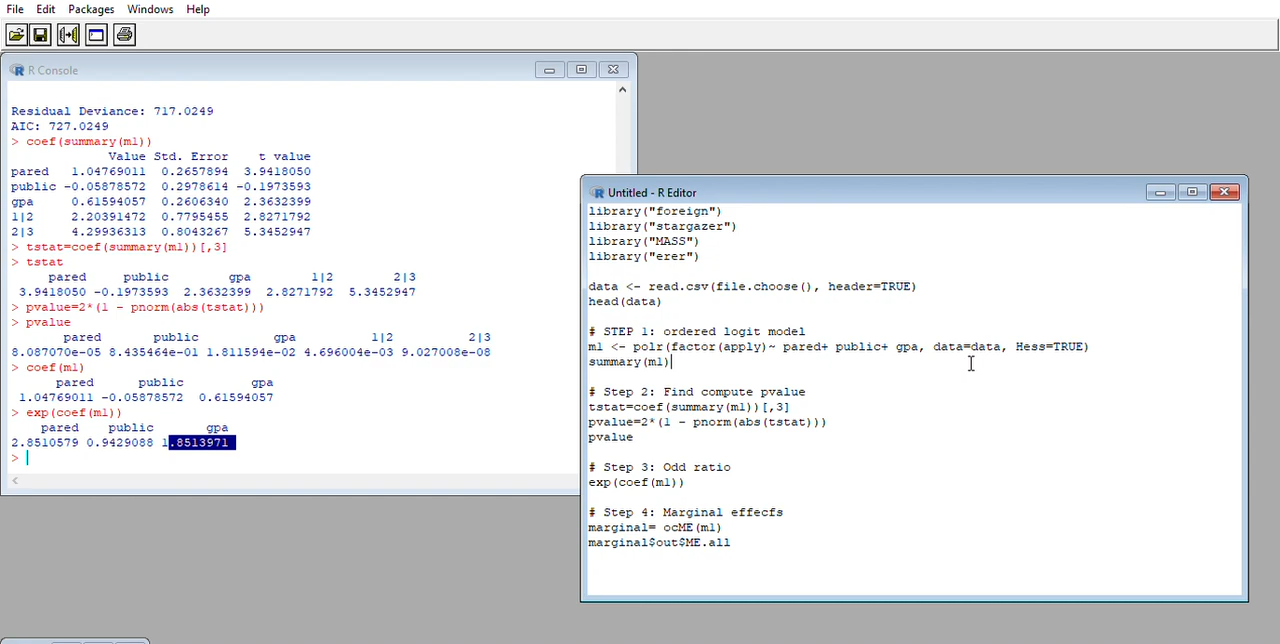 File Edit Packages Windows Help
R Console
Residual Deviance: 717.0249
AIC: 727.0249
> coef(summary(m1))
Value Std. Error t value
pared 1.04769011 0.2657894 3.9418050
public -0.05878572 0.2978614 -0.1973593
gpa 0.61594057 0.2606340 2.3632399
1|2 2.20391472 0.7795455 2.8271792
2|3 4.29936313 0.8043267 5.3452947
> tstat=coef(summary(m1))[,3]
> tstat
pared public gpa 1|2 2|3
3.9418050 -0.1973593 2.3632399 2.8271792 5.3452947
> pvalue=2*(1 - pnorm(abs(tstat)))
> pvalue
pared public gpa 1|2 2|3
8.087070e-05 8.435464e-01 1.811594e-02 4.696004e-03 9.027008e-08
> coef(m1)
pared public gpa
1.04769011 -0.05878572 0.61594057
> exp(coef(m1))
pared public gpa
2.8510579 0.9429088 1.8513971
>
Untitled - R Editor
library("foreign")
library("stargazer")
library("MASS")
library("erer")
data <- read.csv(file.choose(), header=TRUE)
head(data)
# STEP 1: ordered logit model
m1 <- polr(factor(apply)~ pared+ public+ gpa, data=data, Hess=TRUE)
summary(m1)
# Step 2: Find compute pvalue
tstat=coef(summary(m1))[,3]
pvalue=2*(1 - pnorm(abs(tstat)))
pvalue
# Step 3: Odd ratio
exp(coef(m1))
# Step 4: Marginal effecfs
marginal= ocME(m1)
marginal$out$ME.all